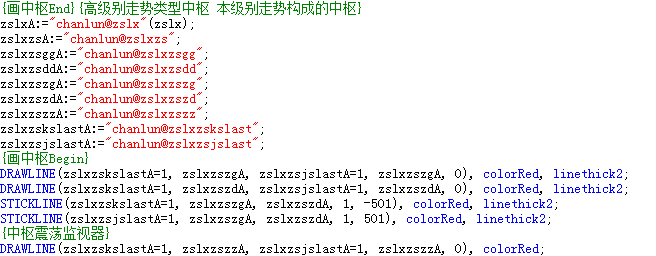 {画中枢End}{高级别走势类型中枢 本级别走势构成的中枢}
zslxA:="chanlun@zslx"(zslx);
zslxzsA:="chanlun@zslxzs";
zslxzsggA:="chanlun@zslxzsgg";
zslxzsddA:="chanlun@zslxzsdd";
zslxzszgA:="chanlun@zslxzszg";
zslxzszdA:="chanlun@zslxzszd";
zslxzszzA:="chanlun@zslxzszz";
zslxzskslastA:="chanlun@zslxzskslast";
zslxzsjslastA:="chanlun@zslxzsjslast";
{画中枢Begin}
DRAWLINE(zslxzskslastA=1, zslxzszgA, zslxzsjslastA=1, zslxzszgA, 0), colorRed, linethick2;
DRAWLINE(zslxzskslastA=1, zslxzszdA, zslxzsjslastA=1, zslxzszdA, 0), colorRed, linethick2;
STICKLINE(zslxzskslastA=1, zslxzszgA, zslxzszdA, 1, -501), colorRed, linethick2;
STICKLINE(zslxzsjslastA=1, zslxzszgA, zslxzszdA, 1, 501), colorRed, linethick2;
{中枢震荡监视器}
DRAWLINE(zslxzskslastA=1, zslxzszzA, zslxzsjslastA=1, zslxzszzA, 0), colorRed;